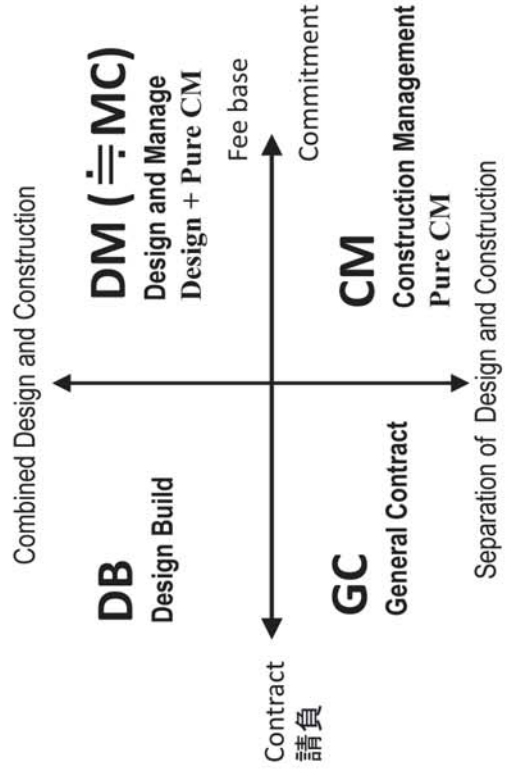 Combined Design and Construction
DB
Design Build
DM (≒MC)
Design and Manage
Design + Pure CM
Fee base
Contract
請負
Commitment
GC
General Contract
CM
Construction Management
Pure CM
Separation of Design and Construction